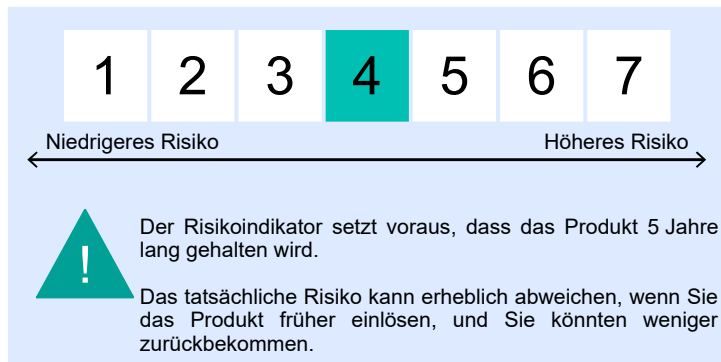 1 2 3 4 5 6 7
Niedrigeres Risiko Höheres Risiko
!
Der Risikoindikator setzt voraus, dass das Produkt 5 Jahre
lang gehalten wird.
Das tatsächliche Risiko kann erheblich abweichen, wenn Sie
das Produkt früher einlösen, und Sie könnten weniger
zurückbekommen.